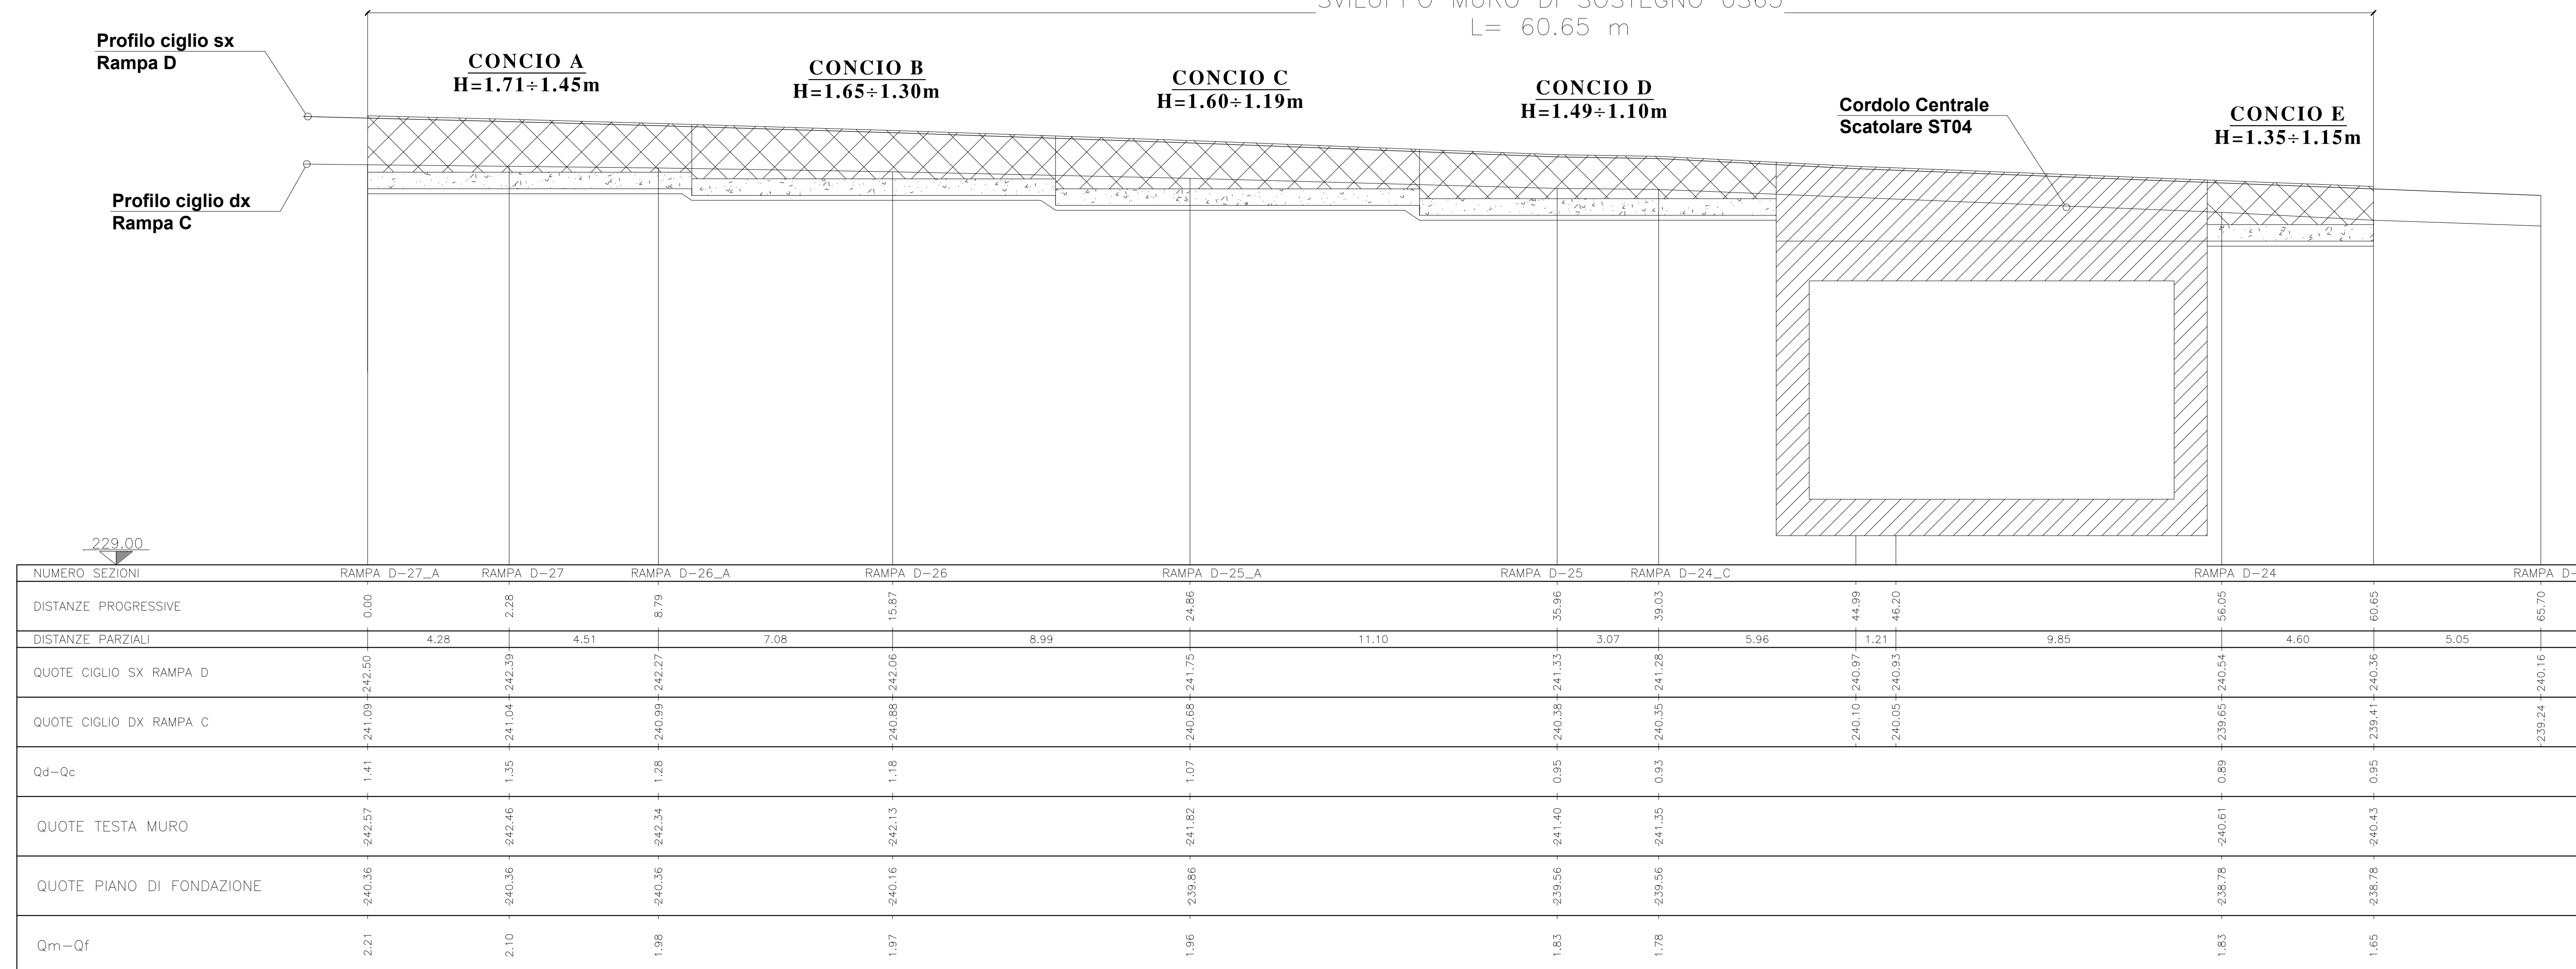 SVILUPPO MURO DI SOSTEGNO OS65
L= 60.65 m
Profilo ciglio sx
Rampa D
CONCIO A
H=1.71÷1.45m
CONCIO B
H=1.65÷1.30m
CONCIO C
H=1.60÷1.19m
CONCIO D
H=1.49÷1.10m
Cordolo Centrale
Scatolare ST04
CONCIO E
H=1.35÷1.15m
Profilo ciglio dx
Rampa C
229.00
NUMERO SEZIONI RAMPA D-27_A RAMPA D-27 RAMPA D-26_A RAMPA D-26 RAMPA D-25_A RAMPA D-25 RAMPA D-24_C RAMPA D-24 RAMPA D-
DISTANZE PROGRESSIVE 0.00 2.28 8.79 15.87 24.86 35.96 39.03 44.99 46.20 56.05 60.65 65.70
DISTANZE PARZIALI 4.28 4.51 7.08 8.99 11.10 3.07 5.96 1.21 9.85 4.60 5.05
QUOTE CIGLIO SX RAMPA D 242.50 242.39 242.27 242.06 241.75 241.33 241.28 240.97 240.93 240.54 240.36 240.16
QUOTE CIGLIO DX RAMPA C 241.09 241.04 240.99 240.88 240.68 240.38 240.35 240.10 240.05 239.65 239.41 239.24
Qd-Qc 1.41 1.35 1.28 1.18 1.07 0.95 0.93 0.89 0.95
QUOTE TESTA MURO 242.57 242.46 242.34 242.13 241.82 241.40 241.35 240.61 240.43
QUOTE PIANO DI FONDAZIONE 240.36 240.36 240.36 240.16 239.86 239.56 239.56 238.78 238.78
Qm-Qf 2.21 2.10 1.98 1.97 1.96 1.83 1.78 1.83 1.65